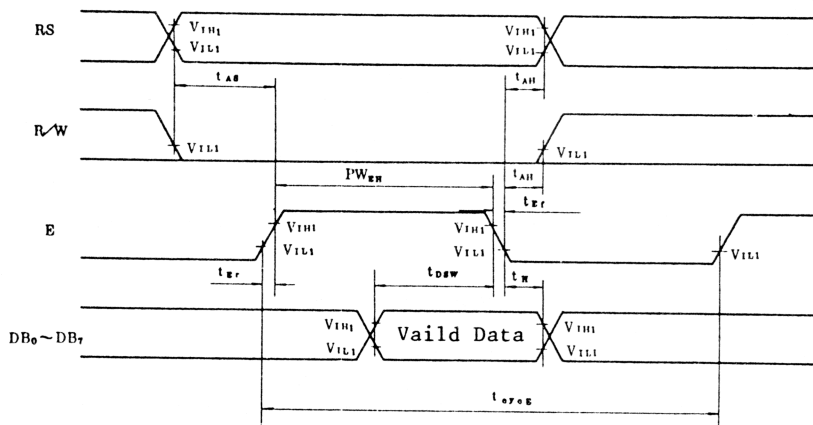 RS
VIH1
VIL1
VIH1
VIL1
tAS
tAH
R/W
VIL1
VIL1
PWEH
tAH
tEf
E
VIH1
VIL1
VIH1
VIL1
VIL1
tEr
tDSW
tH
DB0~DB7
VIH1
VIL1
Vaild Data
VIH1
VIL1
tcycE